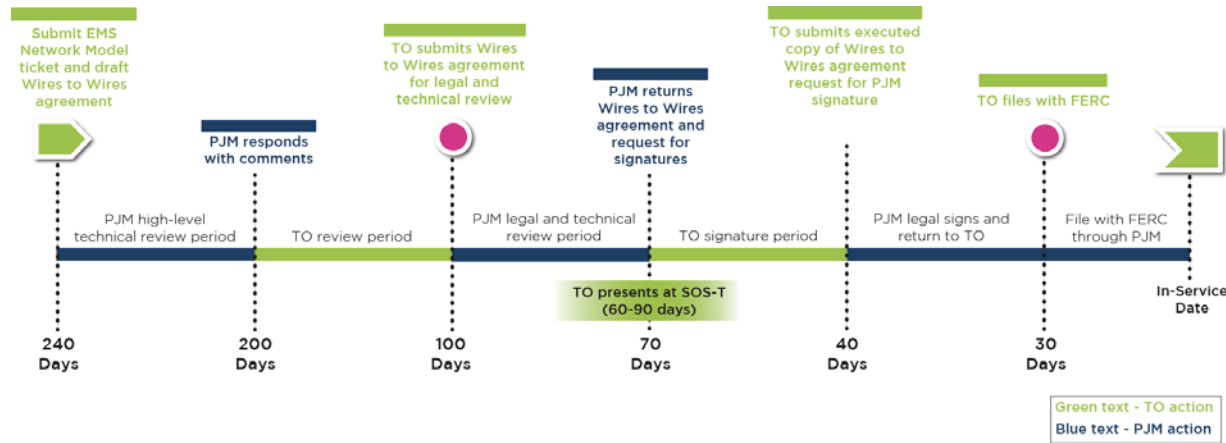 Submit EMS
Network Model
ticket and draft
Wires to Wires
agreement
PJM responds
with comments
TO submits Wires
to Wires agreement
for legal and
technical review
PJM returns
Wires to Wires
agreement and
request for
signatures
TO submits executed
copy of Wires to
Wires agreement
request for PJM
signature
TO files with FERC
PJM high-level
technical review period
TO review period
PJM legal and technical
review period
TO signature period
PJM legal signs and
return to TO
File with FERC
through PJM
TO presents at SOS-T
(60-90 days)
In-Service
Date
240
Days
200
Days
100
Days
70
Days
40
Days
30
Days
Green text - TO action
Blue text - PJM action